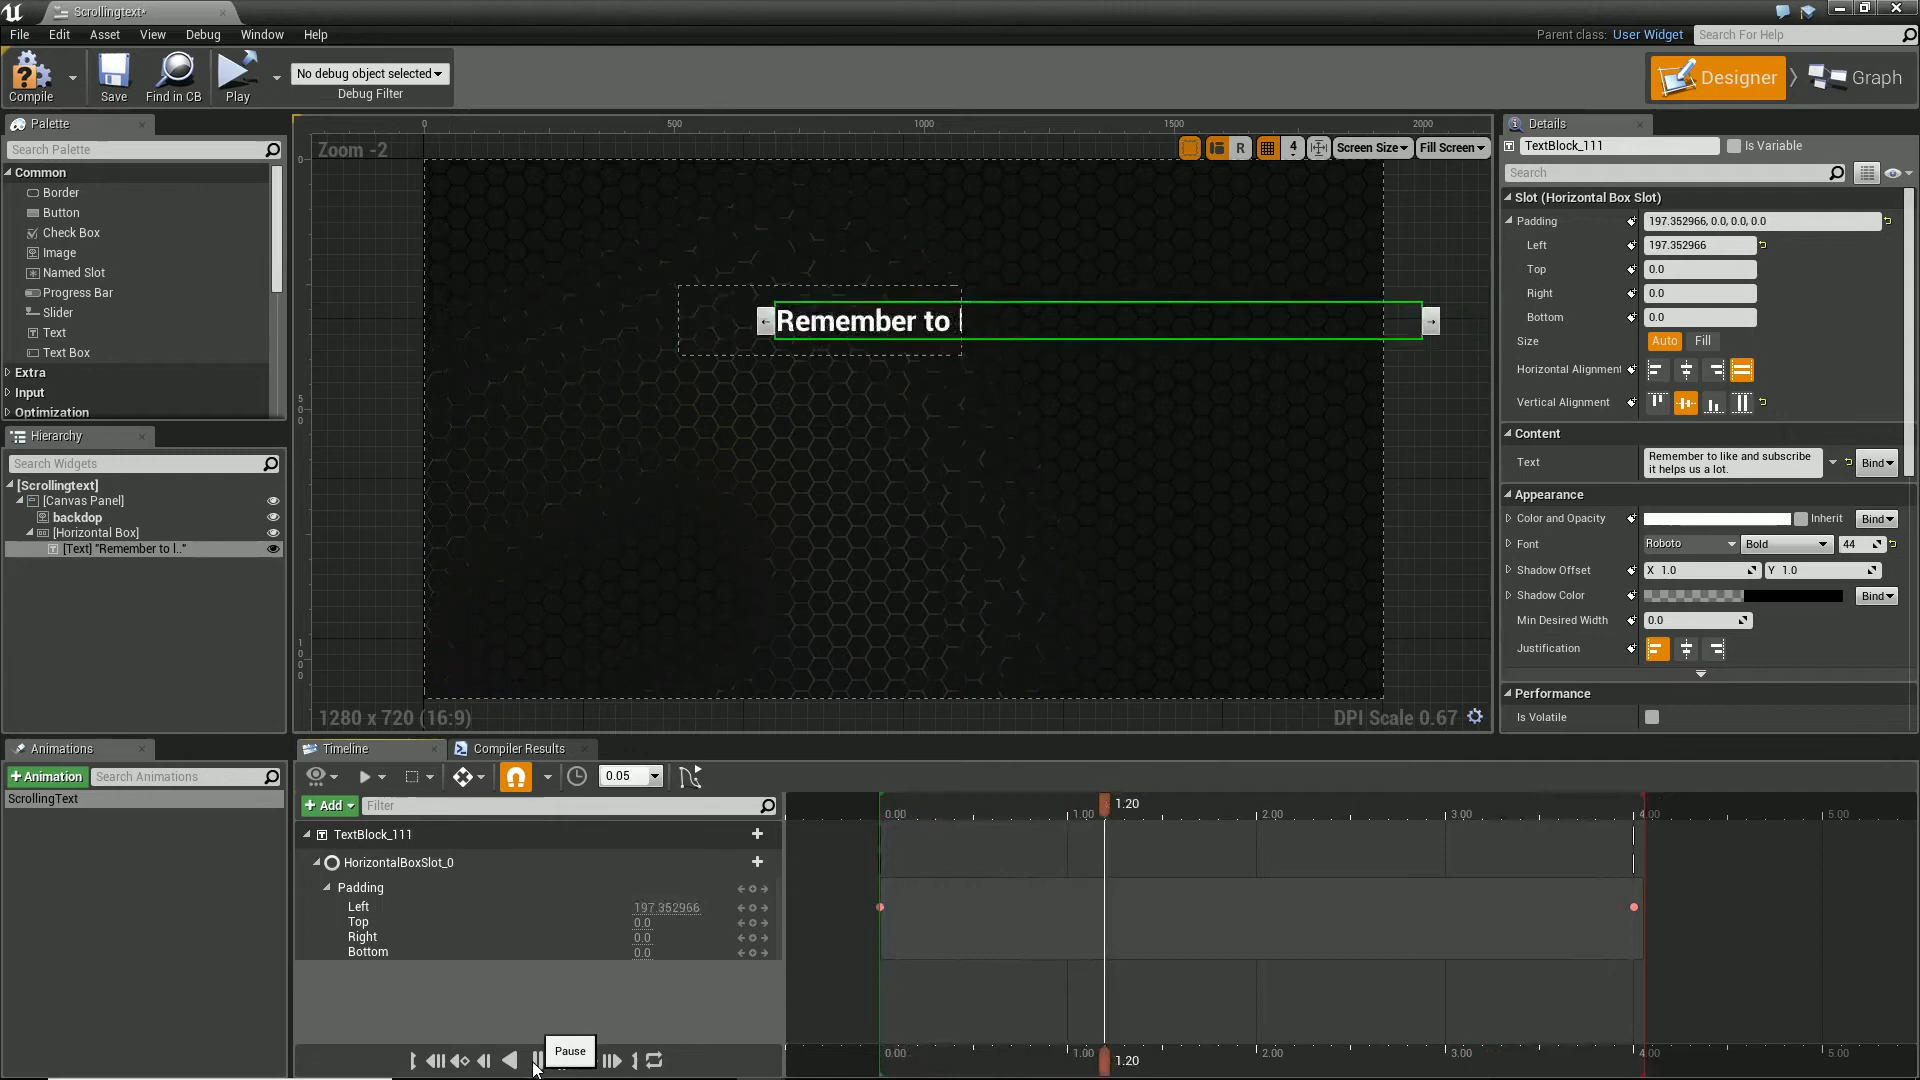 Scrollingtext*
File Edit Asset View Debug Window Help
Parent class: User Widget Search For Help
Compile Save Find in CB Play
No debug object selected
Debug Filter
Designer Graph
Palette
Search Palette
Common
Border
Button
Check Box
Image
Named Slot
Progress Bar
Slider
Text
Text Box
Extra
Input
Optimization
Hierarchy
Search Widgets
[Scrollingtext]
[Canvas Panel]
backdop
[Horizontal Box]
[Text] "Remember to l.."
0 500 1000 1500 2000
Zoom -2
R 4 Screen Size Fill Screen
0
500
1000
Remember to
1280 x 720 (16:9)
DPI Scale 0.67
Details
TextBlock_111 Is Variable
Search
Slot (Horizontal Box Slot)
Padding 197.352966, 0.0, 0.0, 0.0
Left 197.352966
Top 0.0
Right 0.0
Bottom 0.0
Size Auto Fill
Horizontal Alignment
Vertical Alignment
Content
Text Remember to like and subscribe
it helps us a lot. Bind
Appearance
Color and Opacity Inherit Bind
Font Roboto Bold 44
Shadow Offset X 1.0 Y 1.0
Shadow Color Bind
Min Desired Width 0.0
Justification
Performance
Is Volatile
Animations
+ Animation Search Animations
ScrollingText
Timeline Compiler Results
0.05
+ Add Filter
TextBlock_111
HorizontalBoxSlot_0
Padding
Left 197.352966
Top 0.0
Right 0.0
Bottom 0.0
1.20
0.00 1.00 2.00 3.00 4.00 5.00
0.00 1.00 1.20 2.00 3.00 4.00 5.00
Pause